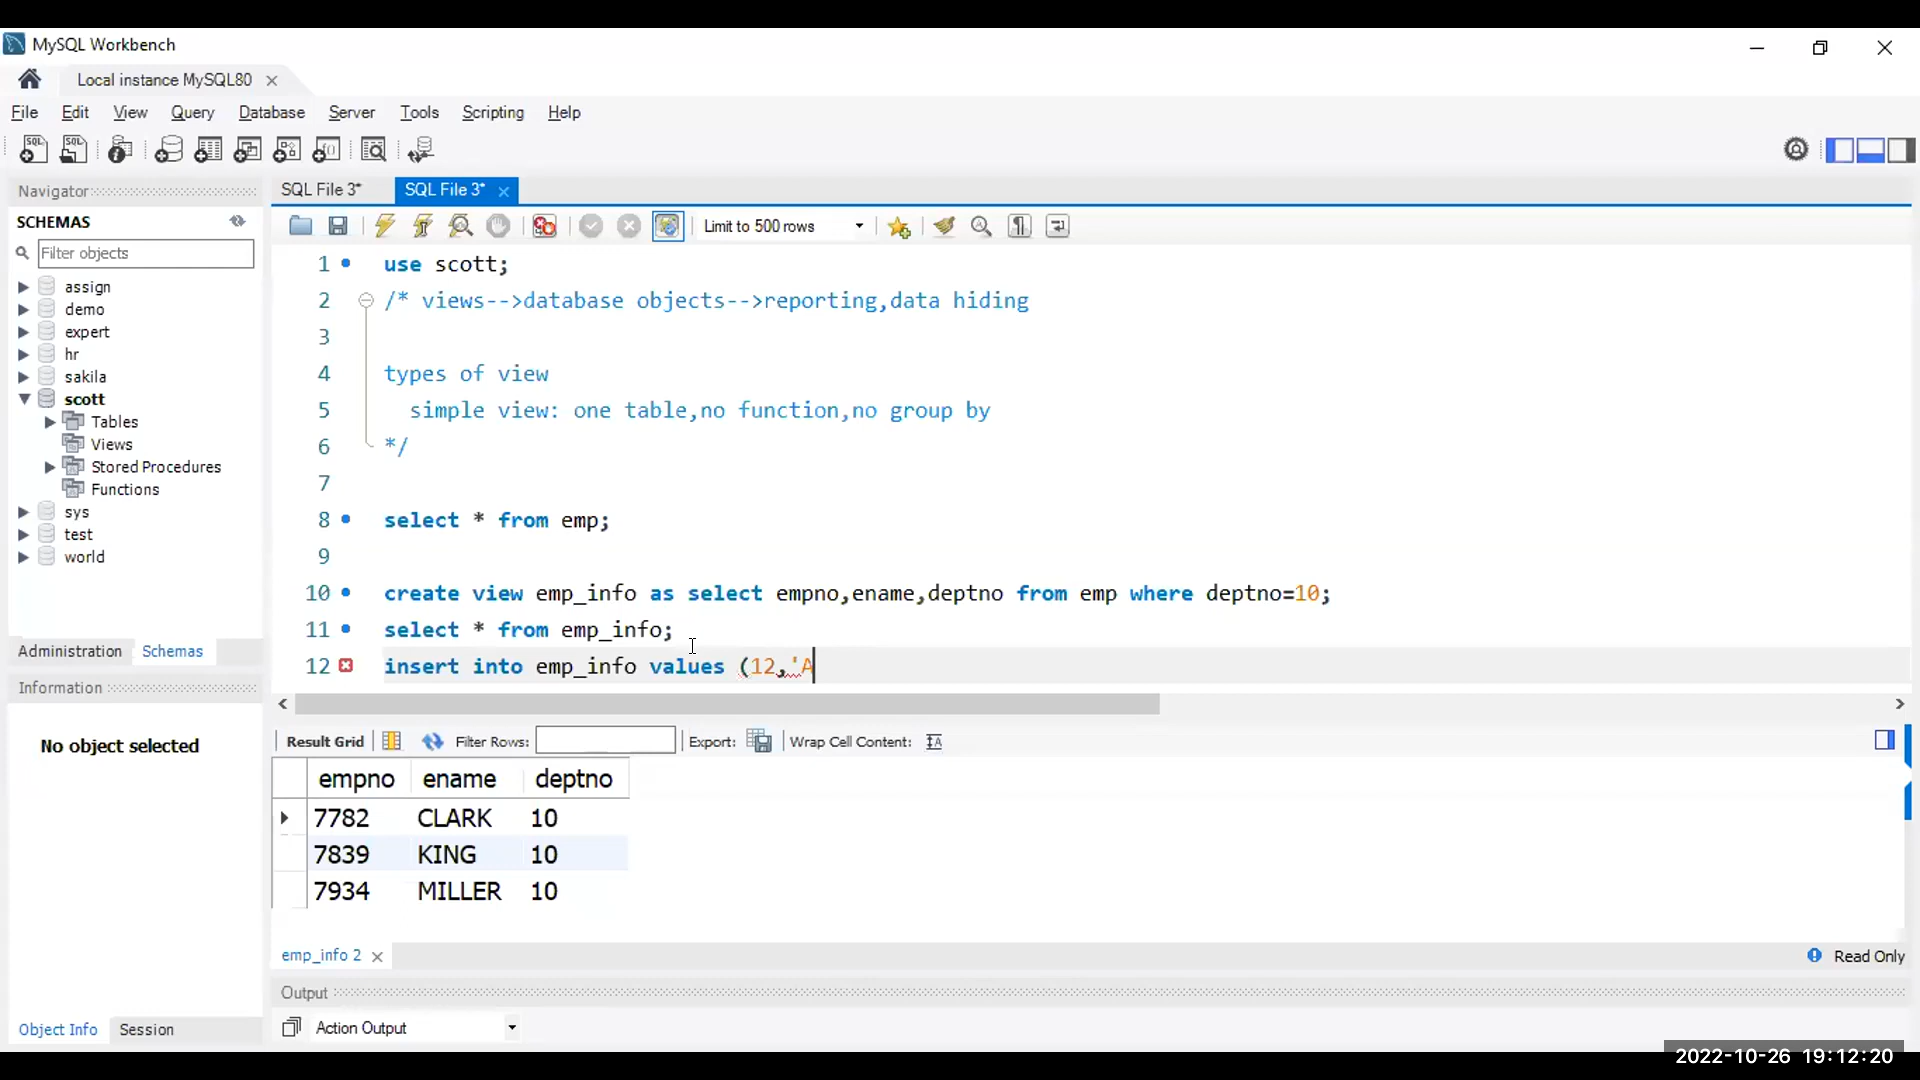 MySQL Workbench
Local instance MySQL80
File Edit View Query Database Server Tools Scripting Help
Navigator
SQL File 3*
SQL File 3*
SCHEMAS
Filter objects
Limit to 500 rows
assign
demo
expert
hr
sakila
scott
Tables
Views
Stored Procedures
Functions
sys
test
world
1 use scott;
2 /* views-->database objects-->reporting,data hiding
3
4 types of view
5 simple view: one table,no function,no group by
6 */
7
8 select * from emp;
9
10 create view emp_info as select empno,ename,deptno from emp where deptno=10;
11 select * from emp_info;
12 insert into emp_info values (12,'A
Administration Schemas
Information
No object selected
Result Grid Filter Rows: Export: Wrap Cell Content:
empno ename deptno
7782 CLARK 10
7839 KING 10
7934 MILLER 10
emp_info 2
Read Only
Output
Action Output
Object Info Session
2022-10-26 19:12:20